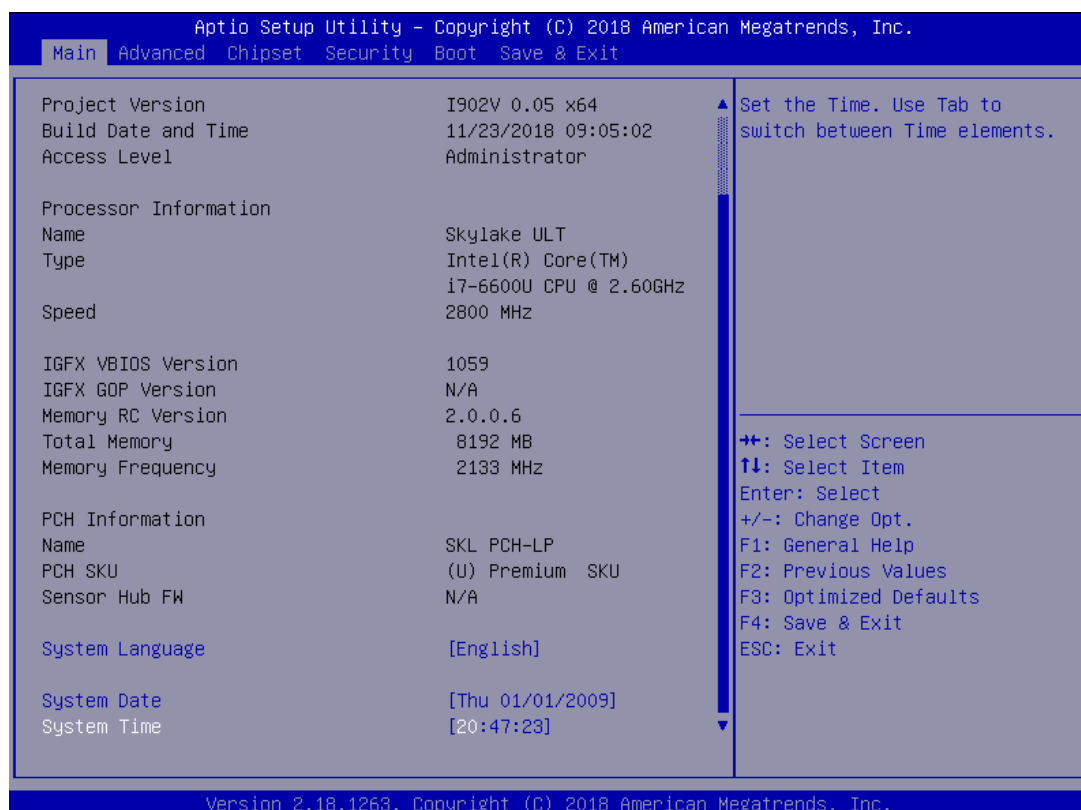 Aptio Setup Utility – Copyright (C) 2018 American Megatrends, Inc.
Main Advanced Chipset Security Boot Save & Exit
Project Version I902V 0.05 x64
Build Date and Time 11/23/2018 09:05:02
Access Level Administrator
Processor Information
Name Skylake ULT
Type Intel(R) Core(TM)
i7-6600U CPU @ 2.60GHz
Speed 2800 MHz
IGFX VBIOS Version 1059
IGFX GOP Version N/A
Memory RC Version 2.0.0.6
Total Memory 8192 MB
Memory Frequency 2133 MHz
PCH Information
Name SKL PCH-LP
PCH SKU (U) Premium SKU
Sensor Hub FW N/A
System Language [English]
System Date [Thu 01/01/2009]
System Time [20:47:23]
Set the Time. Use Tab to
switch between Time elements.
→←: Select Screen
↑↓: Select Item
Enter: Select
+/-: Change Opt.
F1: General Help
F2: Previous Values
F3: Optimized Defaults
F4: Save & Exit
ESC: Exit
Version 2.18.1263. Copyright (C) 2018 American Megatrends, Inc.